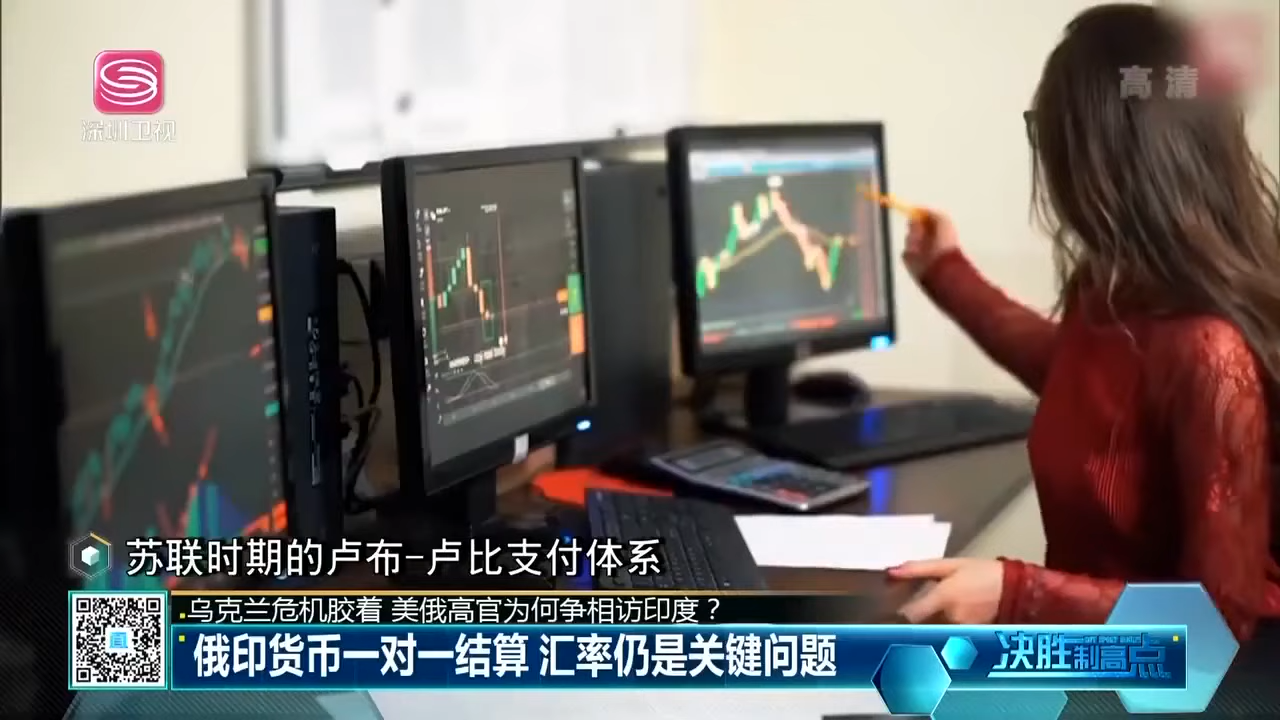 高清
深圳卫视
苏联时期的卢布-卢比支付体系
乌克兰危机胶着 美俄高官为何争相访印度？
俄印货币一对一结算 汇率仍是关键问题
决胜制高点